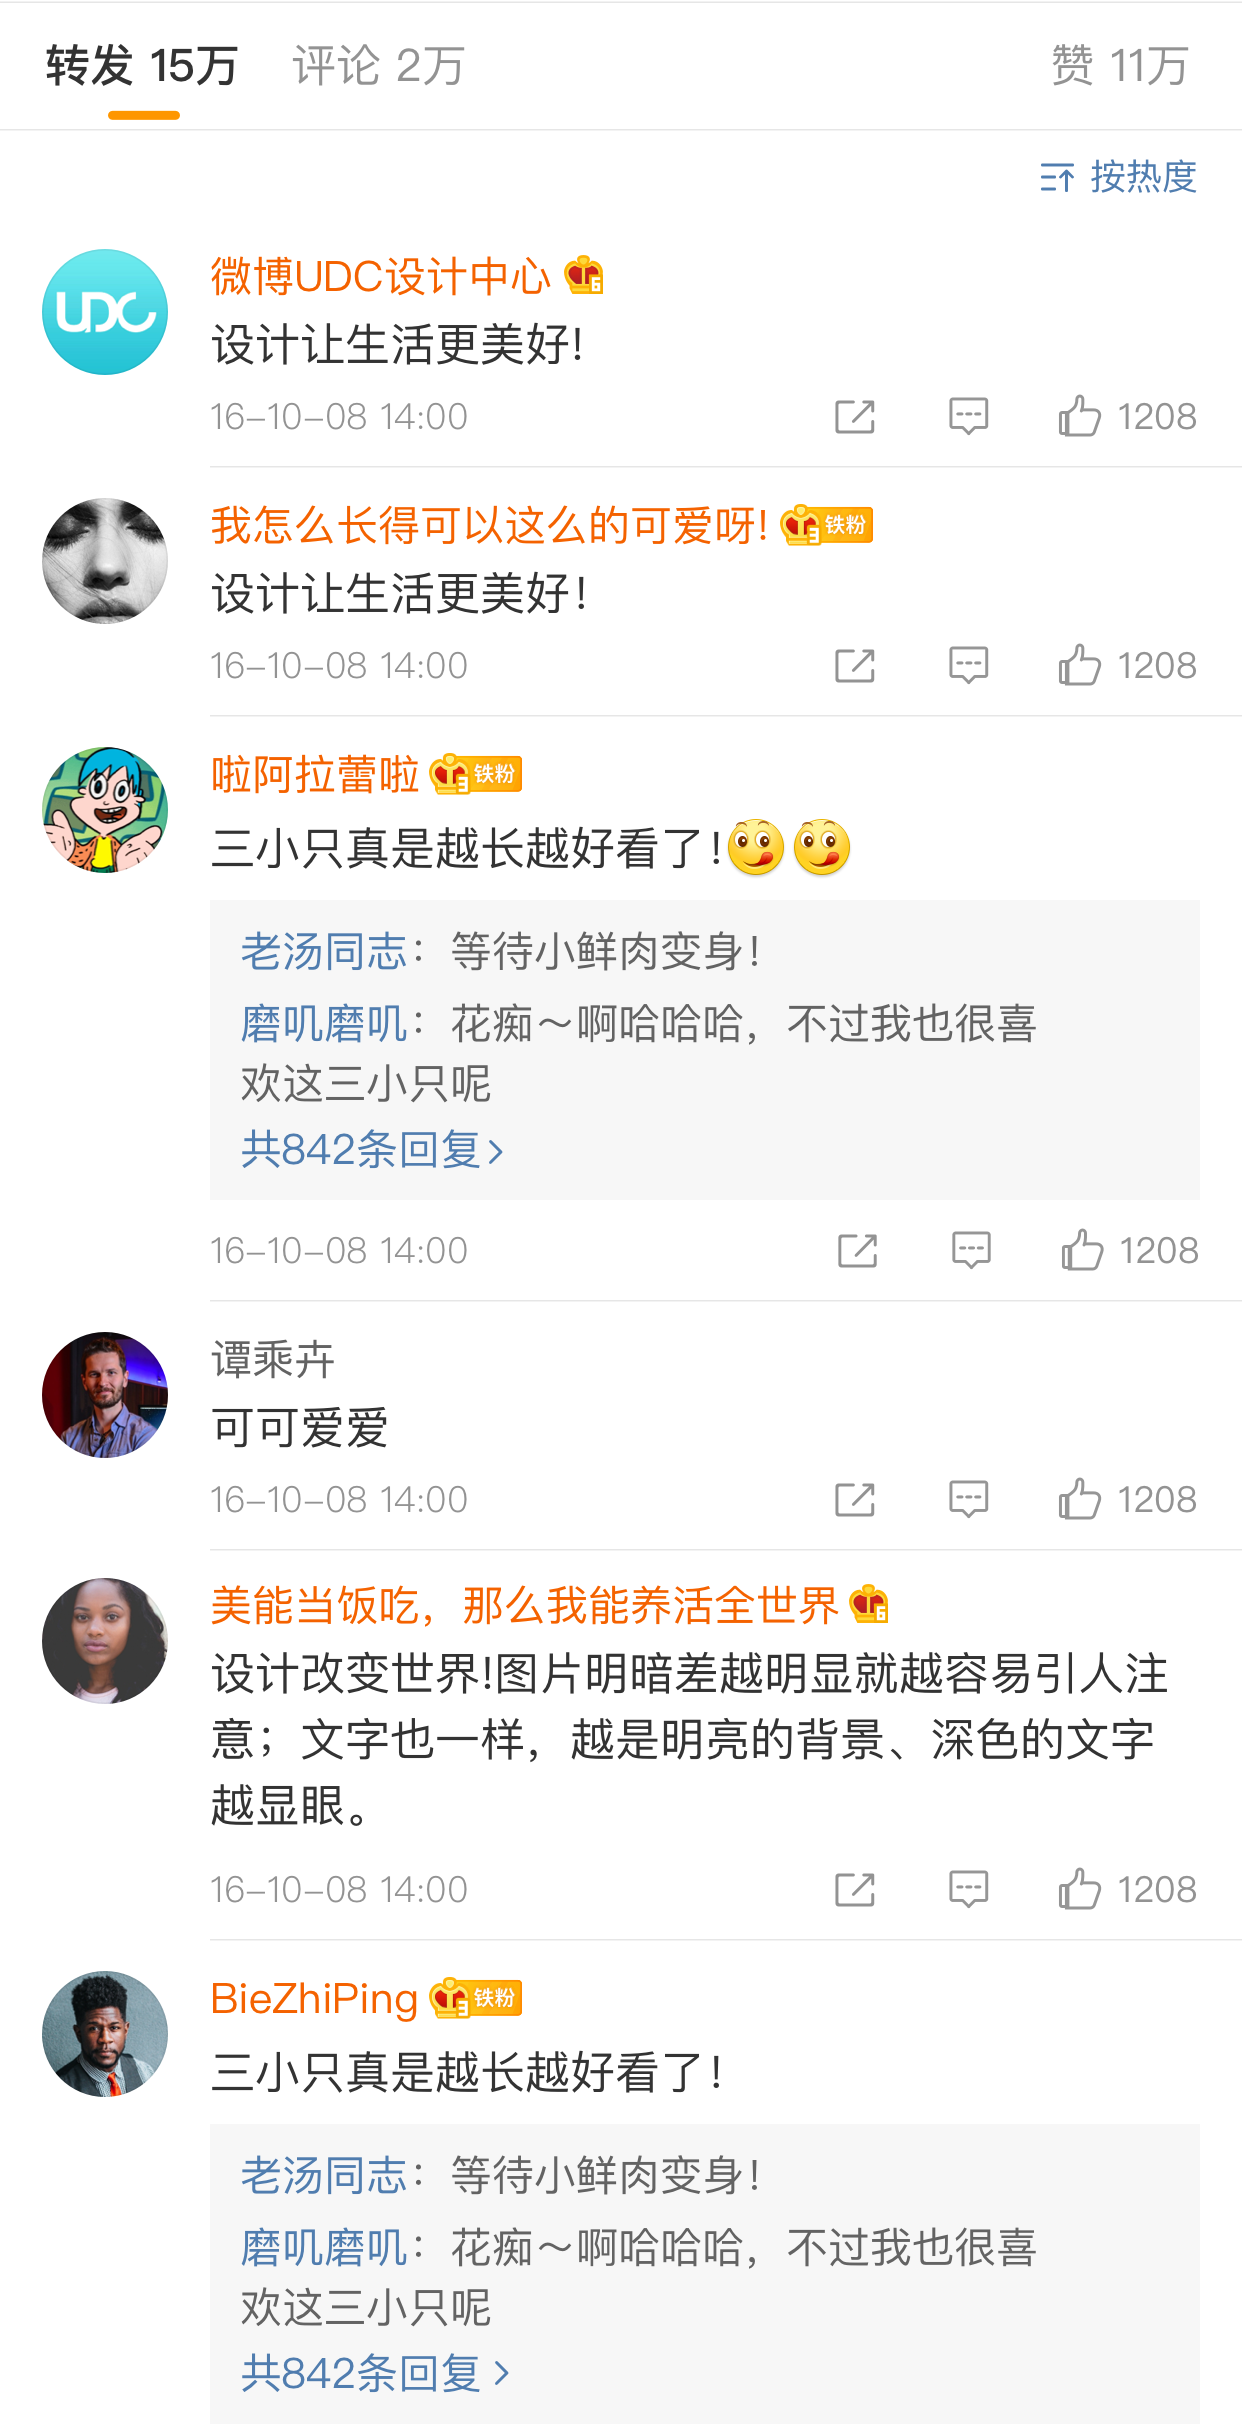 转发 15万 评论 2万 赞 11万
按热度
UDC
微博UDC设计中心 6
设计让生活更美好!
16-10-08 14:00 1208
我怎么长得可以这么的可爱呀! 3 铁粉
设计让生活更美好!
16-10-08 14:00 1208
啦阿拉蕾啦 3 铁粉
三小只真是越长越好看了!
老汤同志：等待小鲜肉变身!
磨叽磨叽：花痴～啊哈哈哈，不过我也很喜
欢这三小只呢
共842条回复>
16-10-08 14:00 1208
谭乘卉
可可爱爱
16-10-08 14:00 1208
美能当饭吃，那么我能养活全世界 6
设计改变世界!图片明暗差越明显就越容易引人注
意；文字也一样，越是明亮的背景、深色的文字
越显眼。
16-10-08 14:00 1208
BieZhiPing 3 铁粉
三小只真是越长越好看了!
老汤同志：等待小鲜肉变身!
磨叽磨叽：花痴～啊哈哈哈，不过我也很喜
欢这三小只呢
共842条回复>